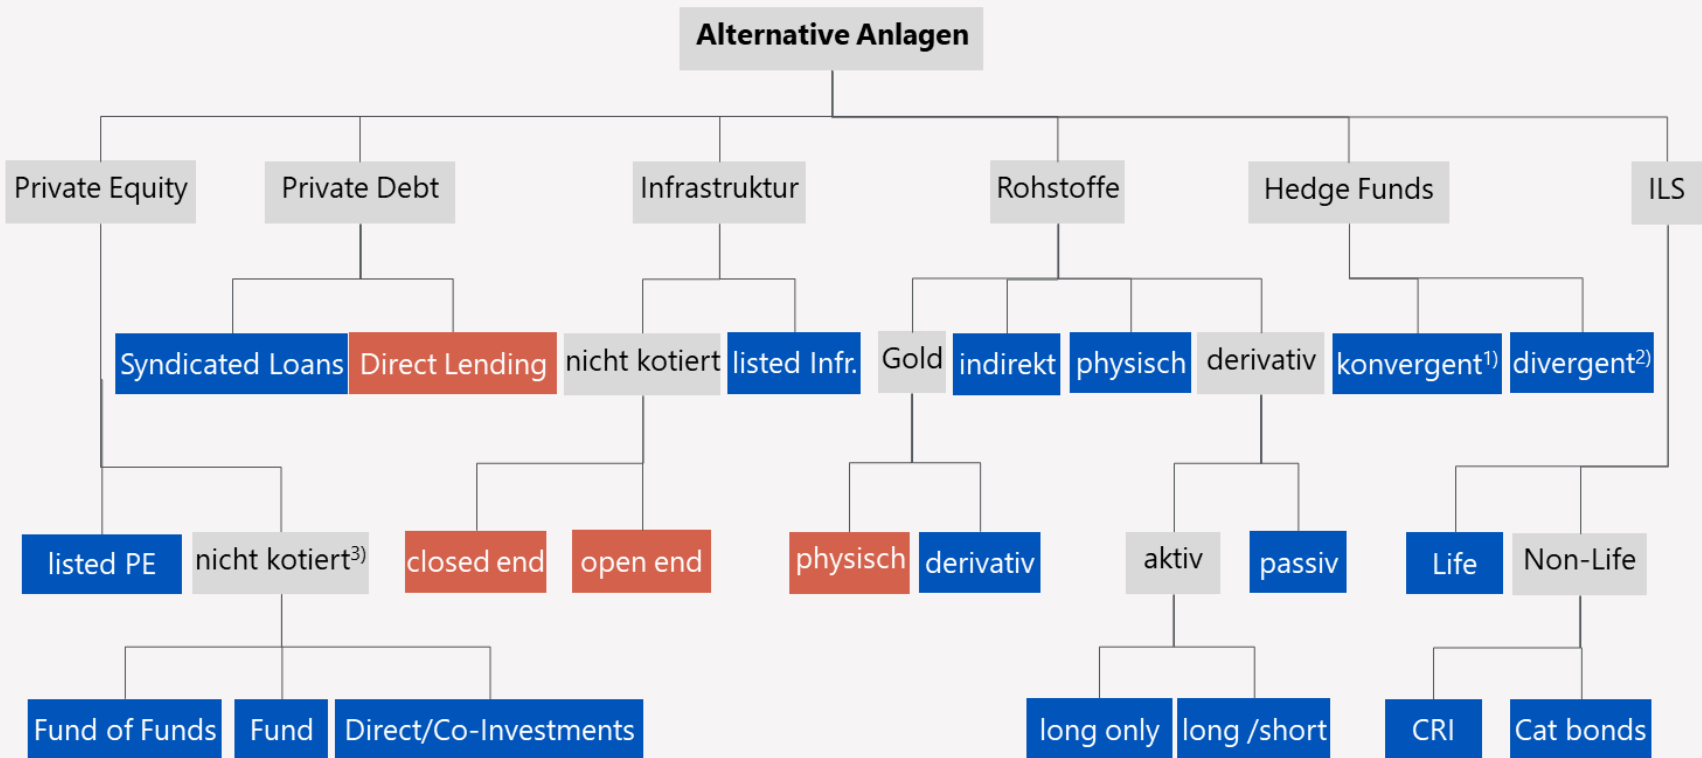 Alternative Anlagen
Private Equity
Private Debt
Infrastruktur
Rohstoffe
Hedge Funds
ILS
Syndicated Loans
Direct Lending
nicht kotiert
listed Infr.
Gold
indirekt
physisch
derivativ
konvergent¹⁾
divergent²⁾
listed PE
nicht kotiert³⁾
closed end
open end
physisch
derivativ
aktiv
passiv
Life
Non-Life
Fund of Funds
Fund
Direct/Co-Investments
long only
long /short
CRI
Cat bonds